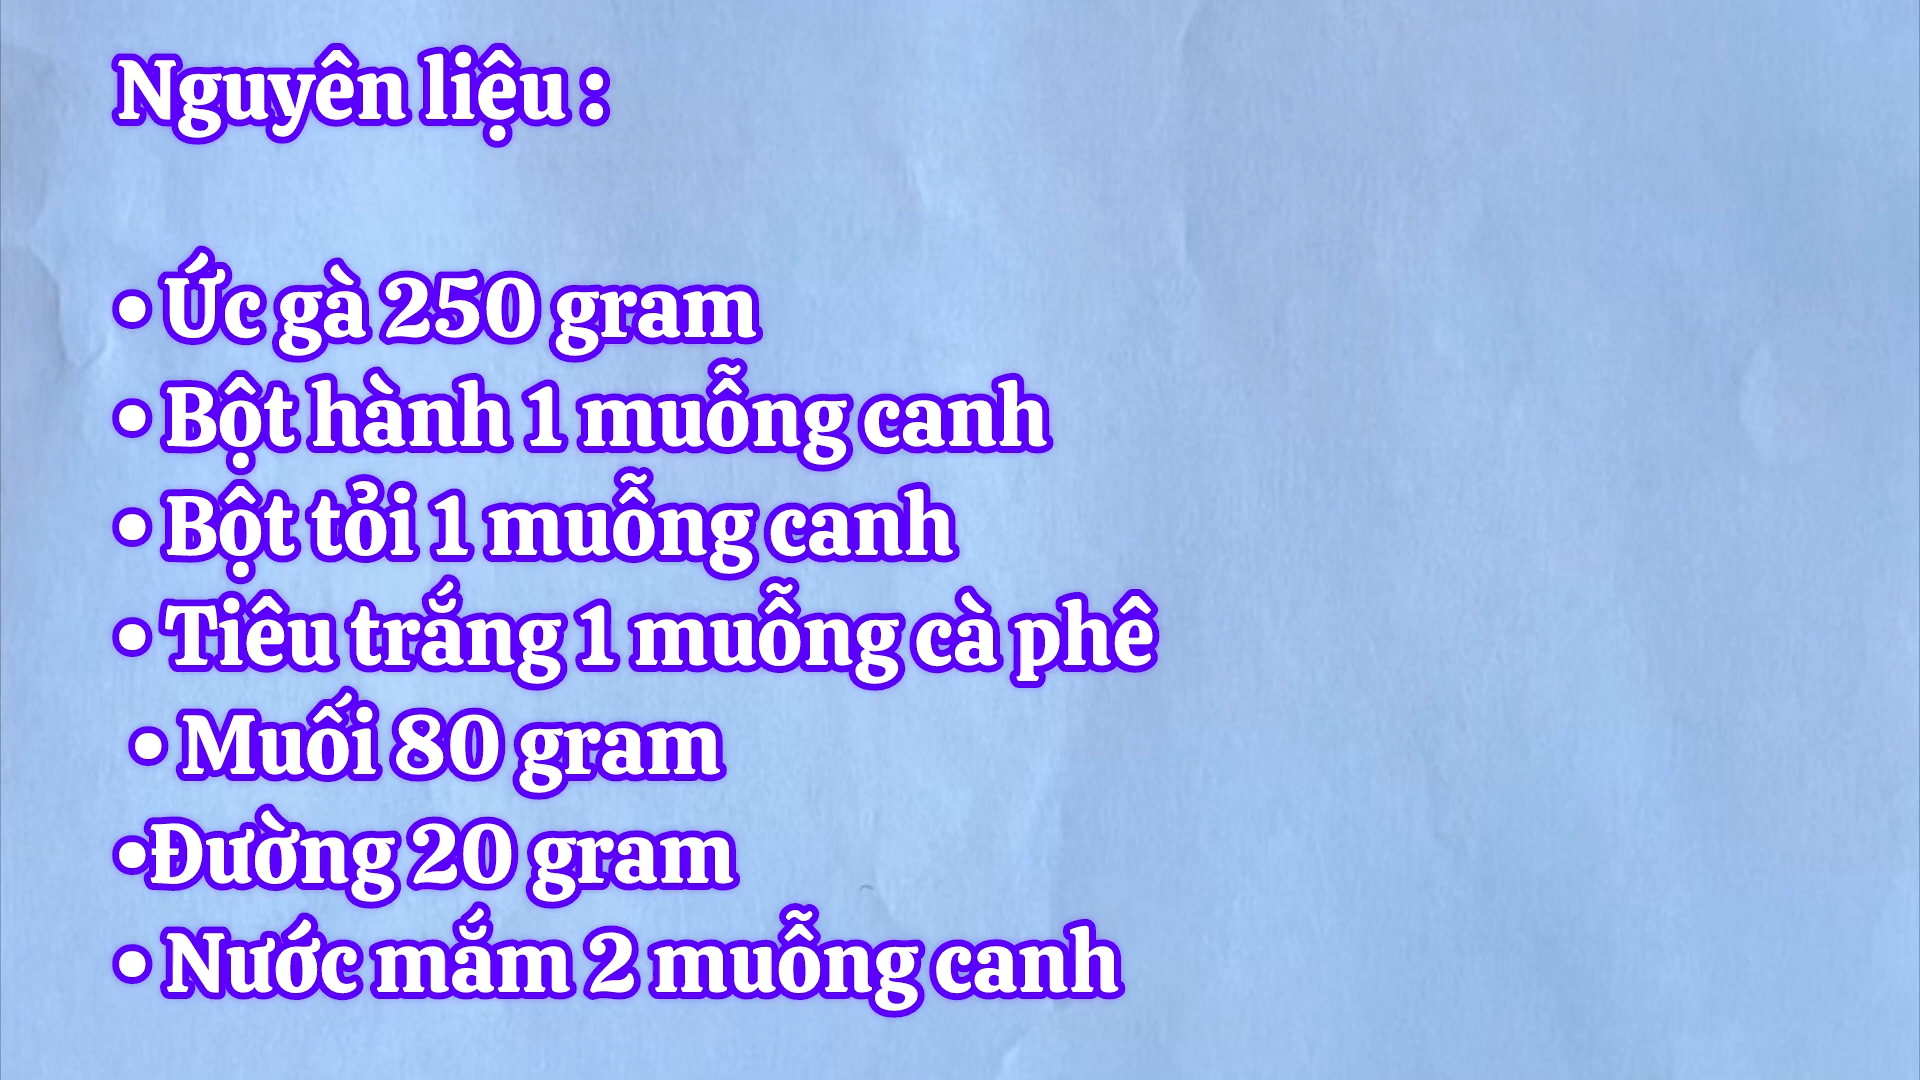 Nguyên liệu :
• Ức gà 250 gram
• Bột hành 1 muỗng canh
• Bột tỏi 1 muỗng canh
• Tiêu trắng 1 muỗng cà phê
• Muối 80 gram
•Đường 20 gram
• Nước mắm 2 muỗng canh